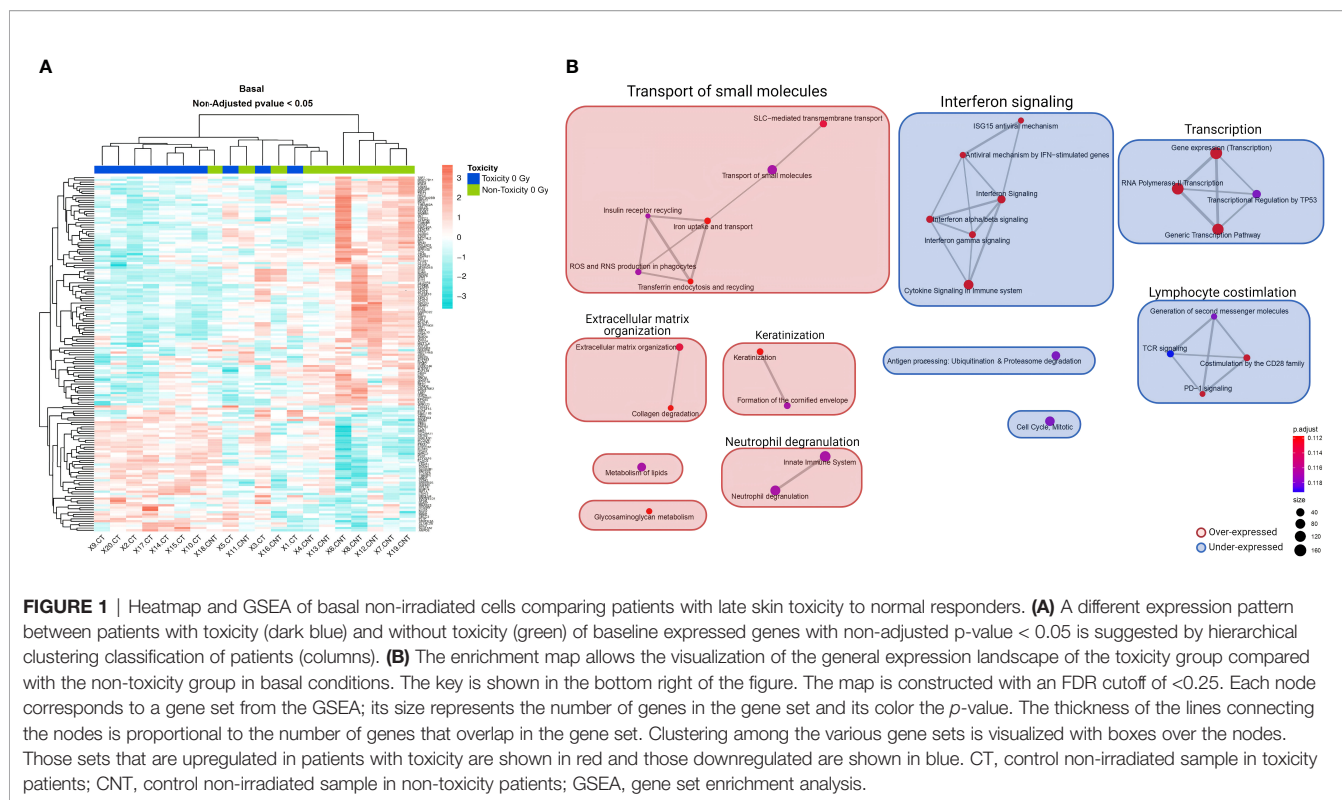 A
Basal
Non-Adjusted pvalue < 0.05
Toxicity
Toxicity 0 Gy
Non-Toxicity 0 Gy
3
2
1
0
−1
−2
−3
X9.CT
X20.CT
X2.CT
X17.CT
X14.CT
X15.CT
X10.CT
X18.CNT
X5.CT
X11.CNT
X3.CT
X16.CNT
X1.CT
X4.CNT
X13.CNT
X6.CNT
X8.CNT
X12.CNT
X7.CNT
X19.CNT
B
Transport of small molecules
SLC-mediated transmembrane transport
Transport of small molecules
Insulin receptor recycling
Iron uptake and transport
ROS and RNS production in phagocytes
Transferrin endocytosis and recycling
Interferon signaling
ISG15 antiviral mechanism
Antiviral mechanism by IFN-stimulated genes
Interferon Signaling
Interferon alpha/beta signaling
Interferon gamma signaling
Cytokine Signaling in Immune system
Transcription
Gene expression (Transcription)
RNA Polymerase II Transcription
Transcriptional Regulation by TP53
Generic Transcription Pathway
Extracellular matrix
organization
Extracellular matrix organization
Collagen degradation
Keratinization
Keratinization
Formation of the cornified envelope
Antigen processing: Ubiquitination & Proteasome degradation
Lymphocyte costimlation
Generation of second messenger molecules
TCR signaling
Costimulation by the CD28 family
PD-1 signaling
Cell Cycle, Mitotic
Metabolism of lipids
Glycosaminoglycan metabolism
Neutrophil degranulation
Innate Immune System
Neutrophil degranulation
p.adjust
0.112
0.114
0.116
0.118
size
40
80
120
160
Over-expressed
Under-expressed
FIGURE 1 | Heatmap and GSEA of basal non-irradiated cells comparing patients with late skin toxicity to normal responders. (A) A different expression pattern
between patients with toxicity (dark blue) and without toxicity (green) of baseline expressed genes with non-adjusted p-value < 0.05 is suggested by hierarchical
clustering classification of patients (columns). (B) The enrichment map allows the visualization of the general expression landscape of the toxicity group compared
with the non-toxicity group in basal conditions. The key is shown in the bottom right of the figure. The map is constructed with an FDR cutoff of <0.25. Each node
corresponds to a gene set from the GSEA; its size represents the number of genes in the gene set and its color the p-value. The thickness of the lines connecting
the nodes is proportional to the number of genes that overlap in the gene set. Clustering among the various gene sets is visualized with boxes over the nodes.
Those sets that are upregulated in patients with toxicity are shown in red and those downregulated are shown in blue. CT, control non-irradiated sample in toxicity
patients; CNT, control non-irradiated sample in non-toxicity patients; GSEA, gene set enrichment analysis.